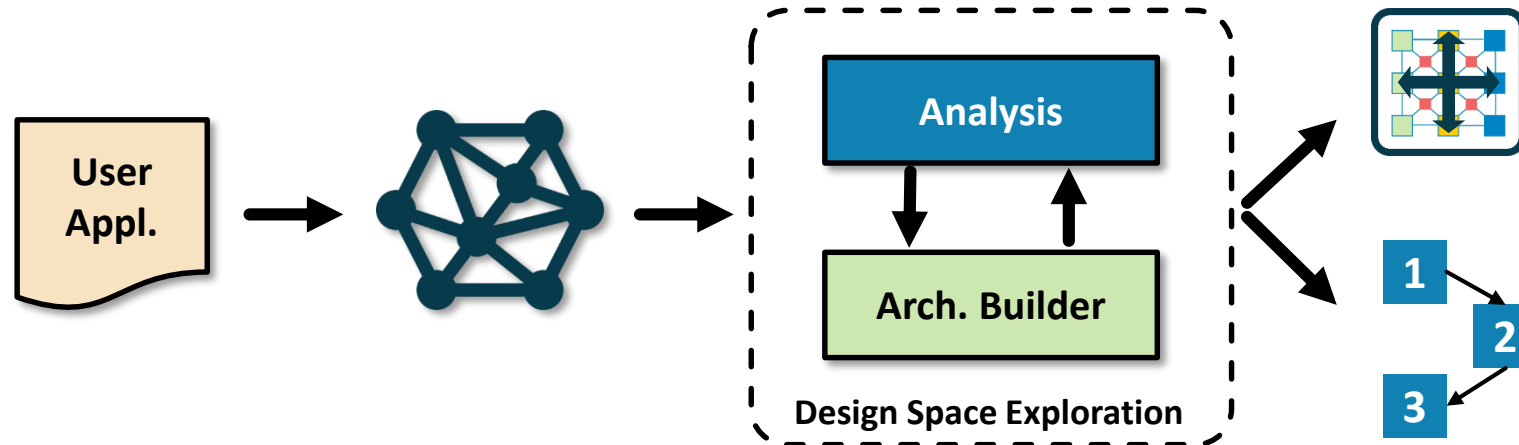 User
Appl.
Analysis
Arch. Builder
Design Space Exploration
1
2
3